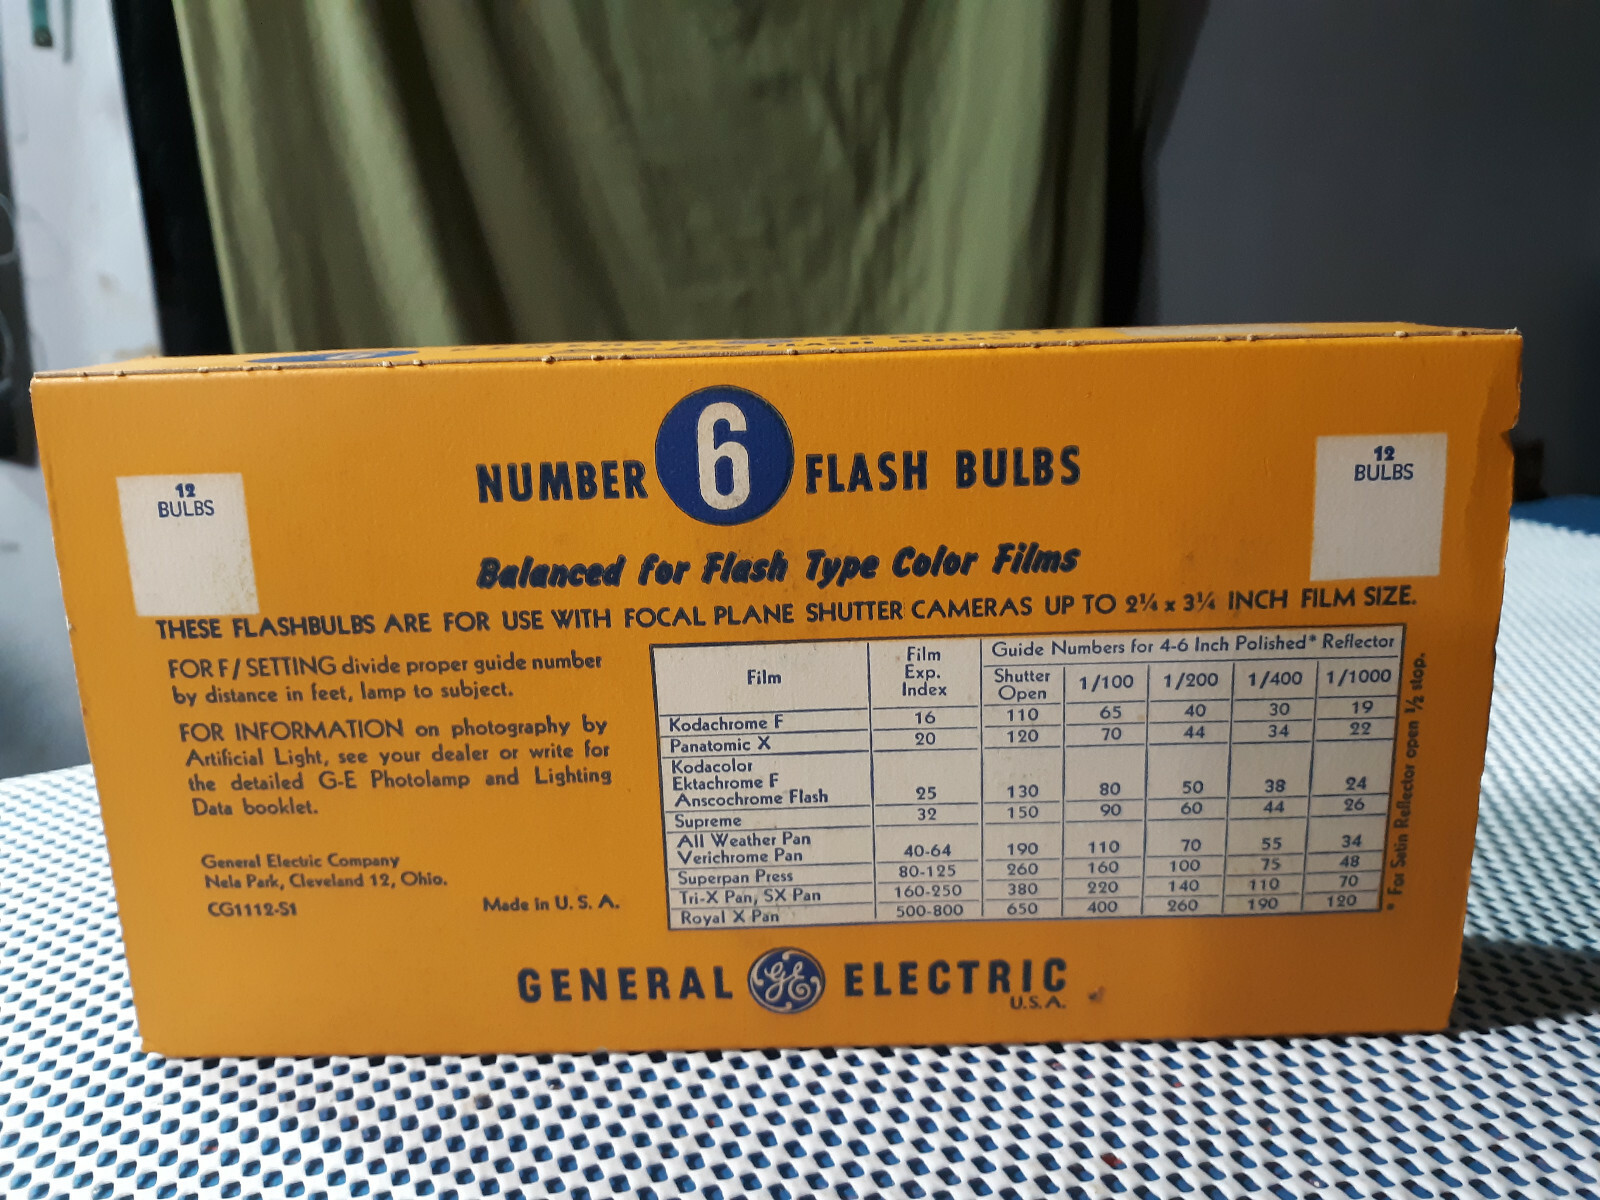 NUMBER 6 FLASH BULBS
12
BULBS
12
BULBS
Balanced for Flash Type Color Films
THESE FLASHBULBS ARE FOR USE WITH FOCAL PLANE SHUTTER CAMERAS UP TO 2¼ x 3¼ INCH FILM SIZE.
FOR F/ SETTING divide proper guide number
by distance in feet, lamp to subject.
FOR INFORMATION on photography by
Artificial Light, see your dealer or write for
the detailed G-E Photolamp and Lighting
Data booklet.
General Electric Company
Nela Park, Cleveland 12, Ohio.
CG1112-S1
Made in U. S. A.
Film
Film
Exp.
Index
Guide Numbers for 4-6 Inch Polished* Reflector
Shutter
Open
1/100 1/200 1/400 1/1000
Kodachrome F 16 110 65 40 30 19
Panatomic X 20 120 70 44 34 22
Kodacolor
Ektachrome F
Anscochrome Flash 25 130 80 50 38 24
Supreme 32 150 90 60 44 26
All Weather Pan
Verichrome Pan 40-64 190 110 70 55 34
Superpan Press 80-125 260 160 100 75 48
Tri-X Pan, SX Pan 160-250 380 220 140 110 70
Royal X Pan 500-800 650 400 260 190 120
* For Satin Reflector open ½ stop.
GENERAL GE ELECTRIC
U.S.A.